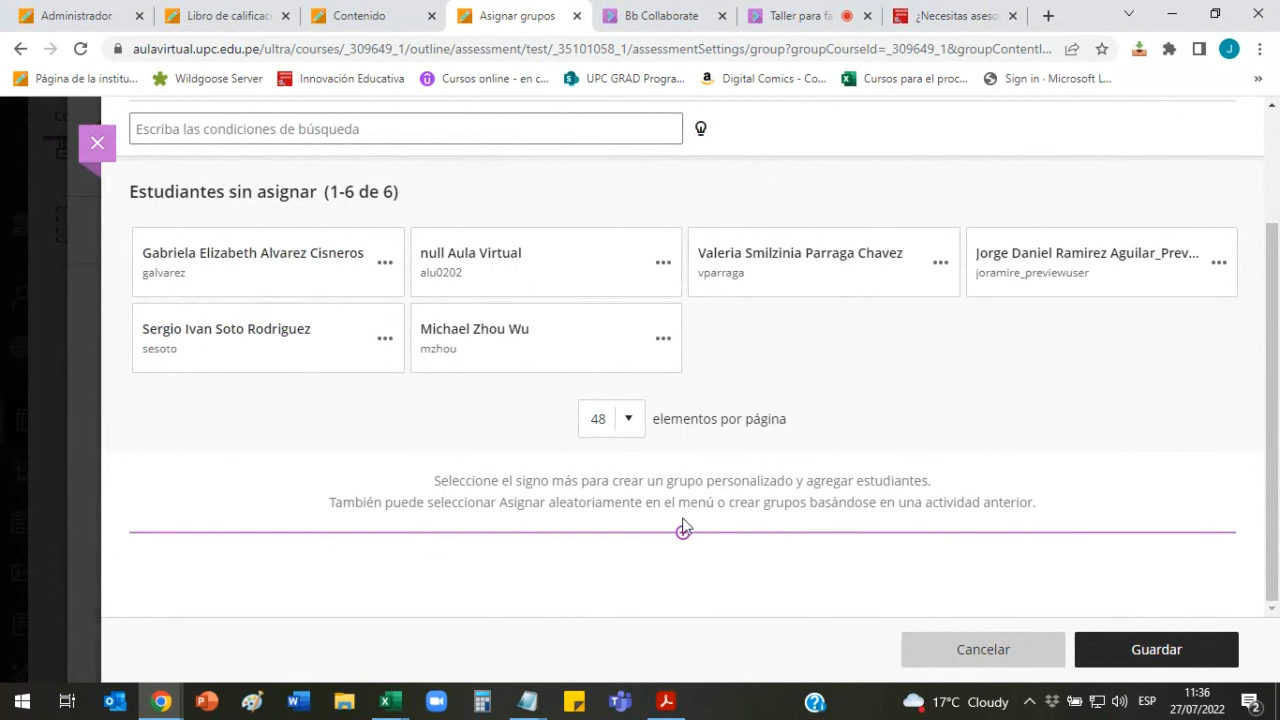 Administrador
Libro de calificac
Contenido
Asignar grupos
Bb Collaborate
Taller para fa
¿Necesitas aseso
aulavirtual.upc.edu.pe/ultra/courses/_309649_1/outline/assessment/test/_35101058_1/assessmentSettings/group?groupCourseId=_309649_1&groupContentI...
J
Página de la institu...
Wildgoose Server
Innovación Educativa
Cursos online - en c...
UPC GRAD Progra...
Digital Comics - Co...
Cursos para el proc...
Sign in · Microsoft L...
»
Escriba las condiciones de búsqueda
Estudiantes sin asignar (1-6 de 6)
Gabriela Elizabeth Alvarez Cisneros
galvarez
null Aula Virtual
alu0202
Valeria Smilzinia Parraga Chavez
vparraga
Jorge Daniel Ramirez Aguilar_Prev...
joramire_previewuser
Sergio Ivan Soto Rodriguez
sesoto
Michael Zhou Wu
mzhou
48
elementos por página
Seleccione el signo más para crear un grupo personalizado y agregar estudiantes.
También puede seleccionar Asignar aleatoriamente en el menú o crear grupos basándose en una actividad anterior.
Cancelar
Guardar
17°C Cloudy
ESP
11:36
27/07/2022
2